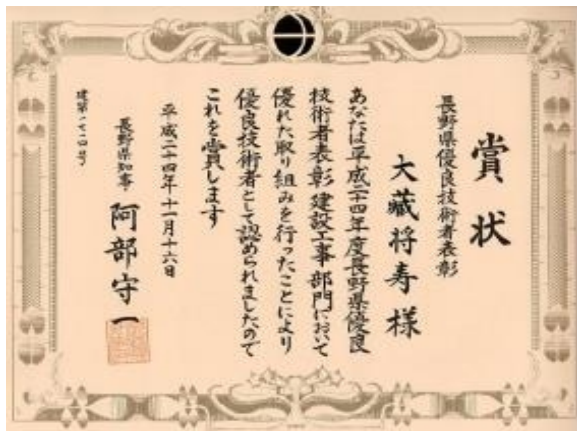 賞状
長野県優良技術者表彰
大藏将寿様
あなたは平成二十四年度長野県優良
技術者表彰建設工事部門において
優れた取り組みを行ったことにより
優良技術者として認められましたので
これを賞します
平成二十四年十一月十六日
長野県知事 阿部守一